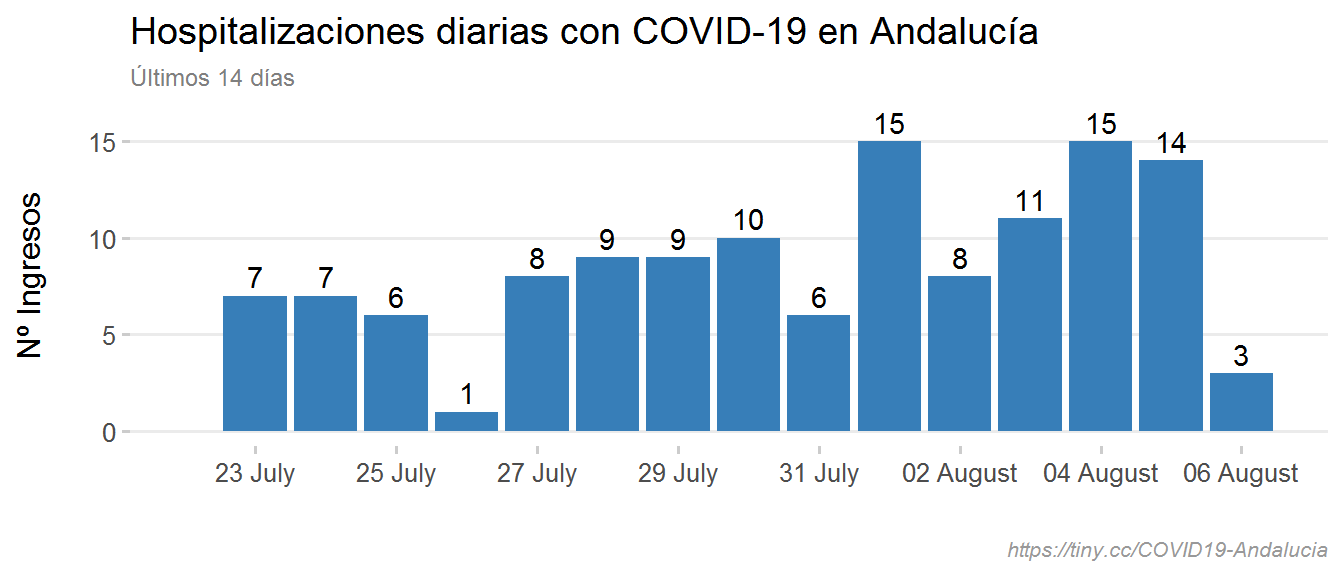 Hospitalizaciones diarias con COVID-19 en Andalucía
Últimos 14 días
Nº Ingresos
15
10
5
0
7 7 6 1 8 9 9 10 6 15 8 11 15 14 3
23 July 25 July 27 July 29 July 31 July 02 August 04 August 06 August
https://tiny.cc/COVID19-Andalucia